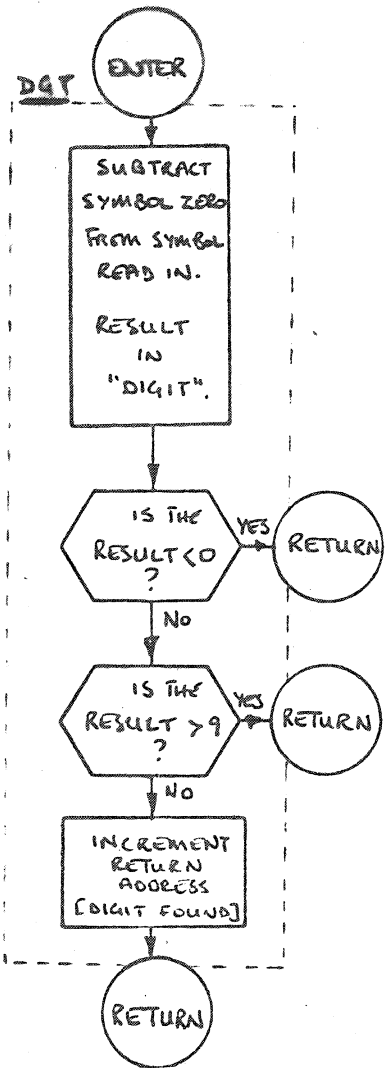 ENTER
DGT
SUBTRACT
SYMBOL ZERO
FROM SYMBOL
READ IN.
RESULT
IN
"DIGIT".
IS THE
RESULT <0
?
YES
RETURN
NO
IS THE
RESULT >9
?
YES
RETURN
NO
INCREMENT
RETURN
ADDRESS
[DIGIT FOUND]
RETURN